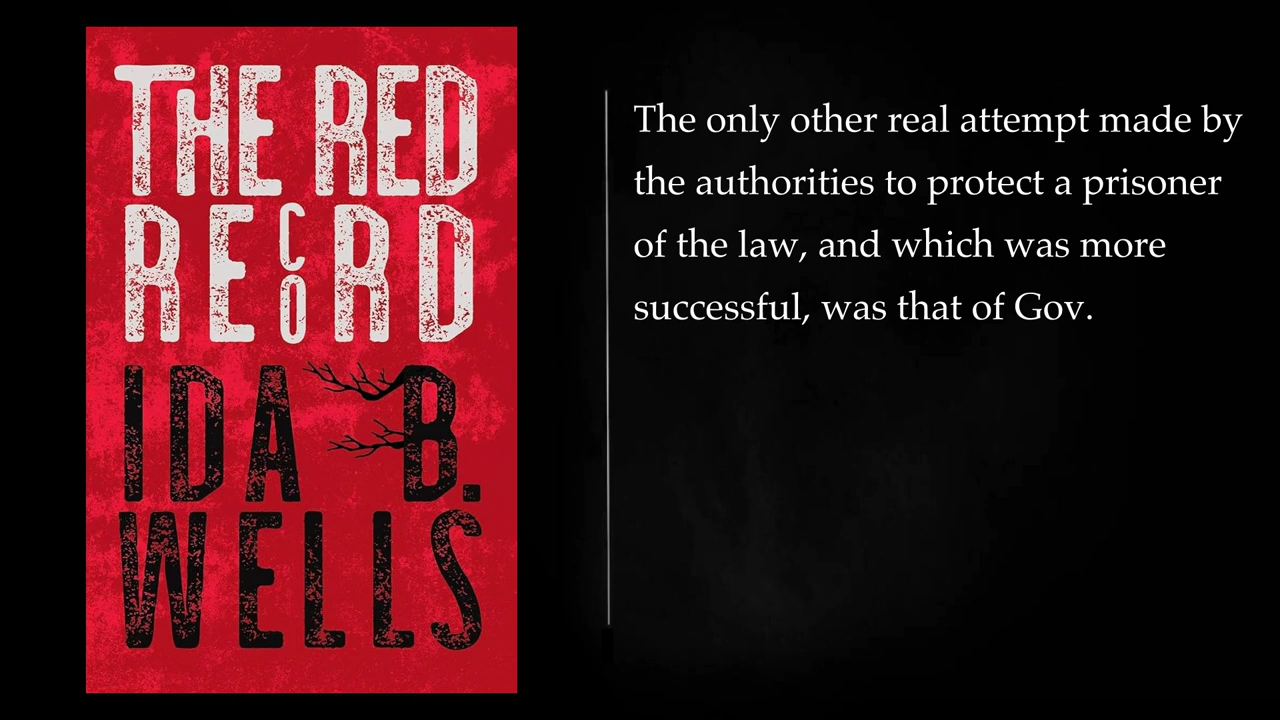 THE RED
RECORD
IDA B.
WELLS
The only other real attempt made by
the authorities to protect a prisoner
of the law, and which was more
successful, was that of Gov.